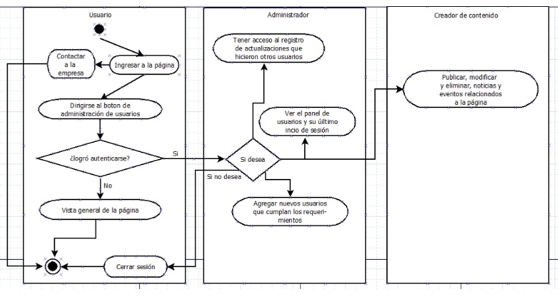 Usuario
Administrador
Creador de contenido
Contactar
a la
empresa
Ingresar a la página
Tener acceso al registro
de actualizaciones que
hicieron otros usuarios
Publicar, modificar
y eliminar, noticias y
eventos relacionados
a la página
Dirigirse al boton de
administración de usuarios
Ver el panel de
usuarios y su último
incio de sesión
¿logró autenticarse?
Si
Si desea
Si no desea
No
Vista general de la página
Agregar nuevos usuarios
que cumplan los requeri-
mientos
Cerrar sesión